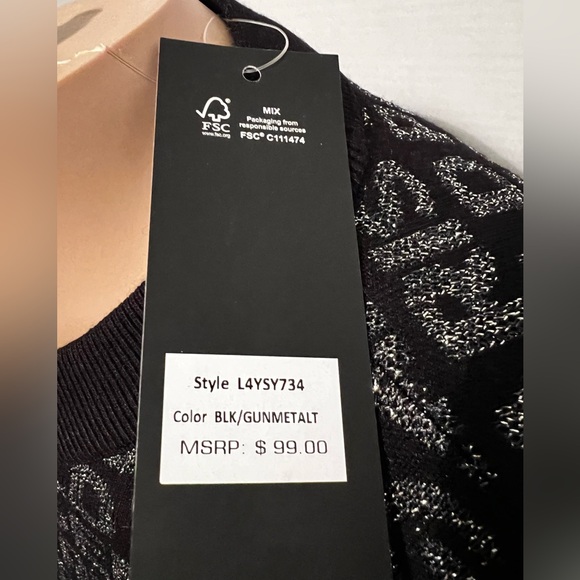 FSC
www.fsc.org
MIX
Packaging from
responsible sources
FSC® C111474
Style L4YSY734
Color BLK/GUNMETALT
MSRP: $ 99.00